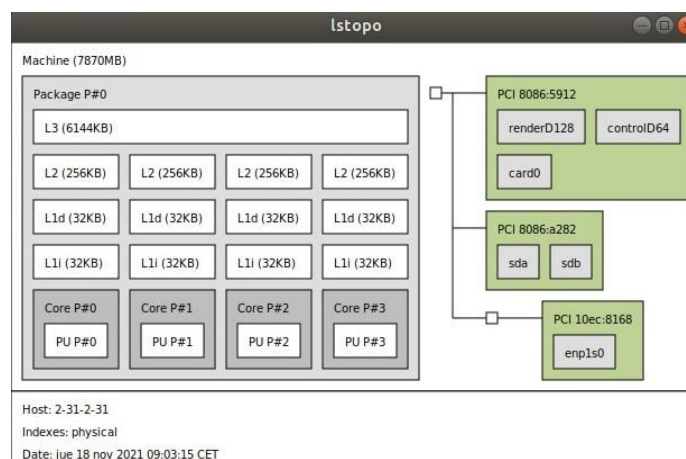 lstopo
Machine (7870MB)
Package P#0
L3 (6144KB)
L2 (256KB) L2 (256KB) L2 (256KB) L2 (256KB)
L1d (32KB) L1d (32KB) L1d (32KB) L1d (32KB)
L1i (32KB) L1i (32KB) L1i (32KB) L1i (32KB)
Core P#0 Core P#1 Core P#2 Core P#3
PU P#0 PU P#1 PU P#2 PU P#3
PCI 8086:5912
renderD128 controlD64
card0
PCI 8086:a282
sda sdb
PCI 10ec:8168
enp1s0
Host: 2-31-2-31
Indexes: physical
Date: jue 18 nov 2021 09:03:15 CET